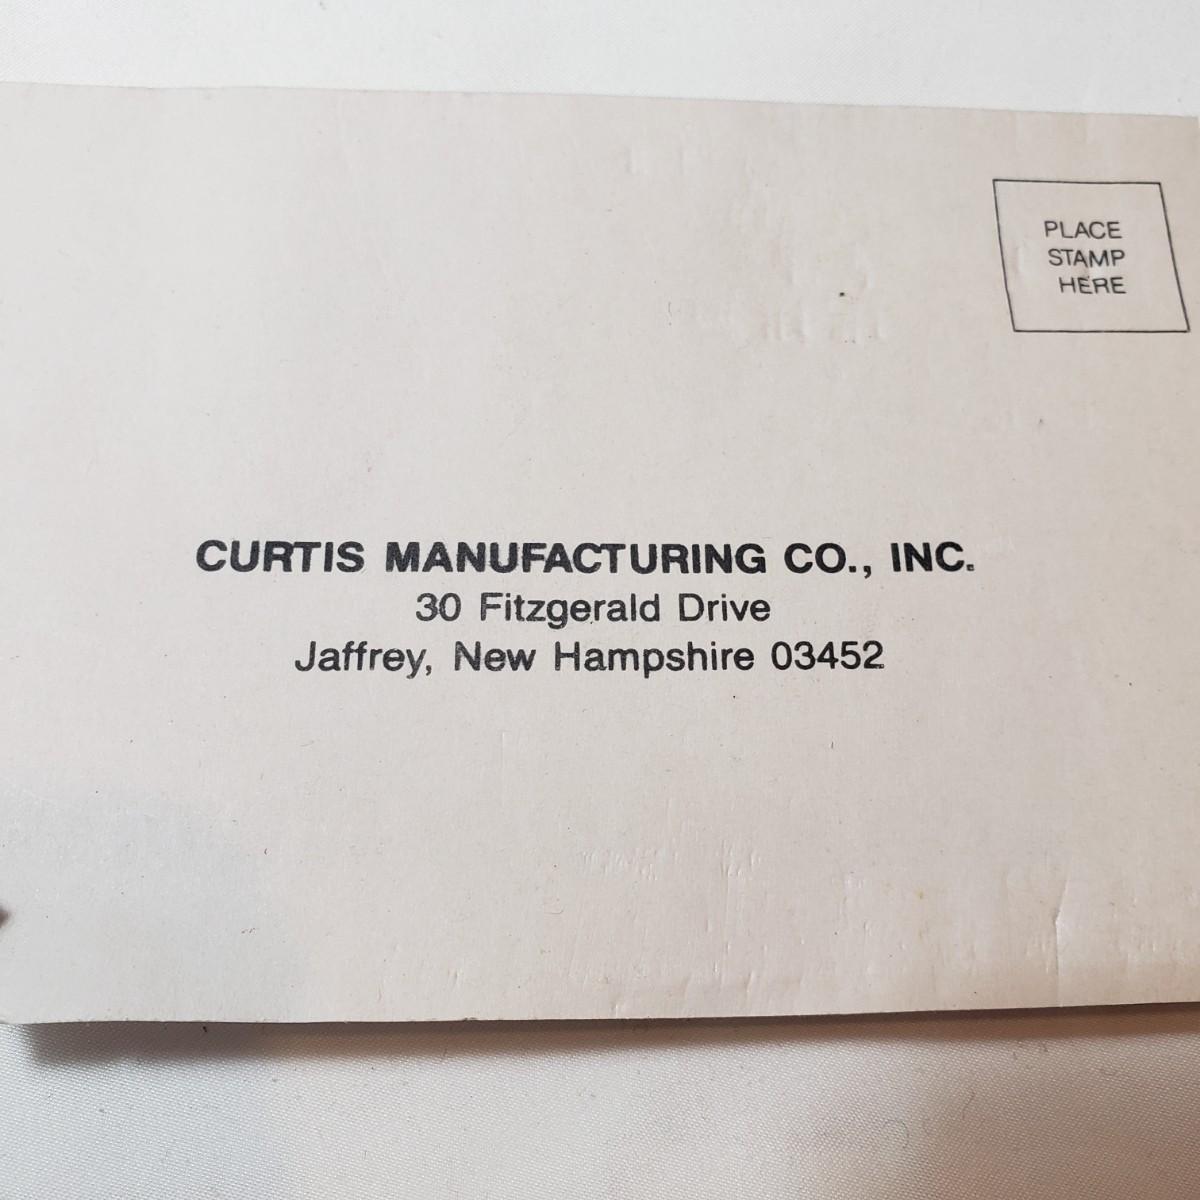 PLACE
STAMP
HERE
CURTIS MANUFACTURING CO., INC.
30 Fitzgerald Drive
Jaffrey, New Hampshire 03452